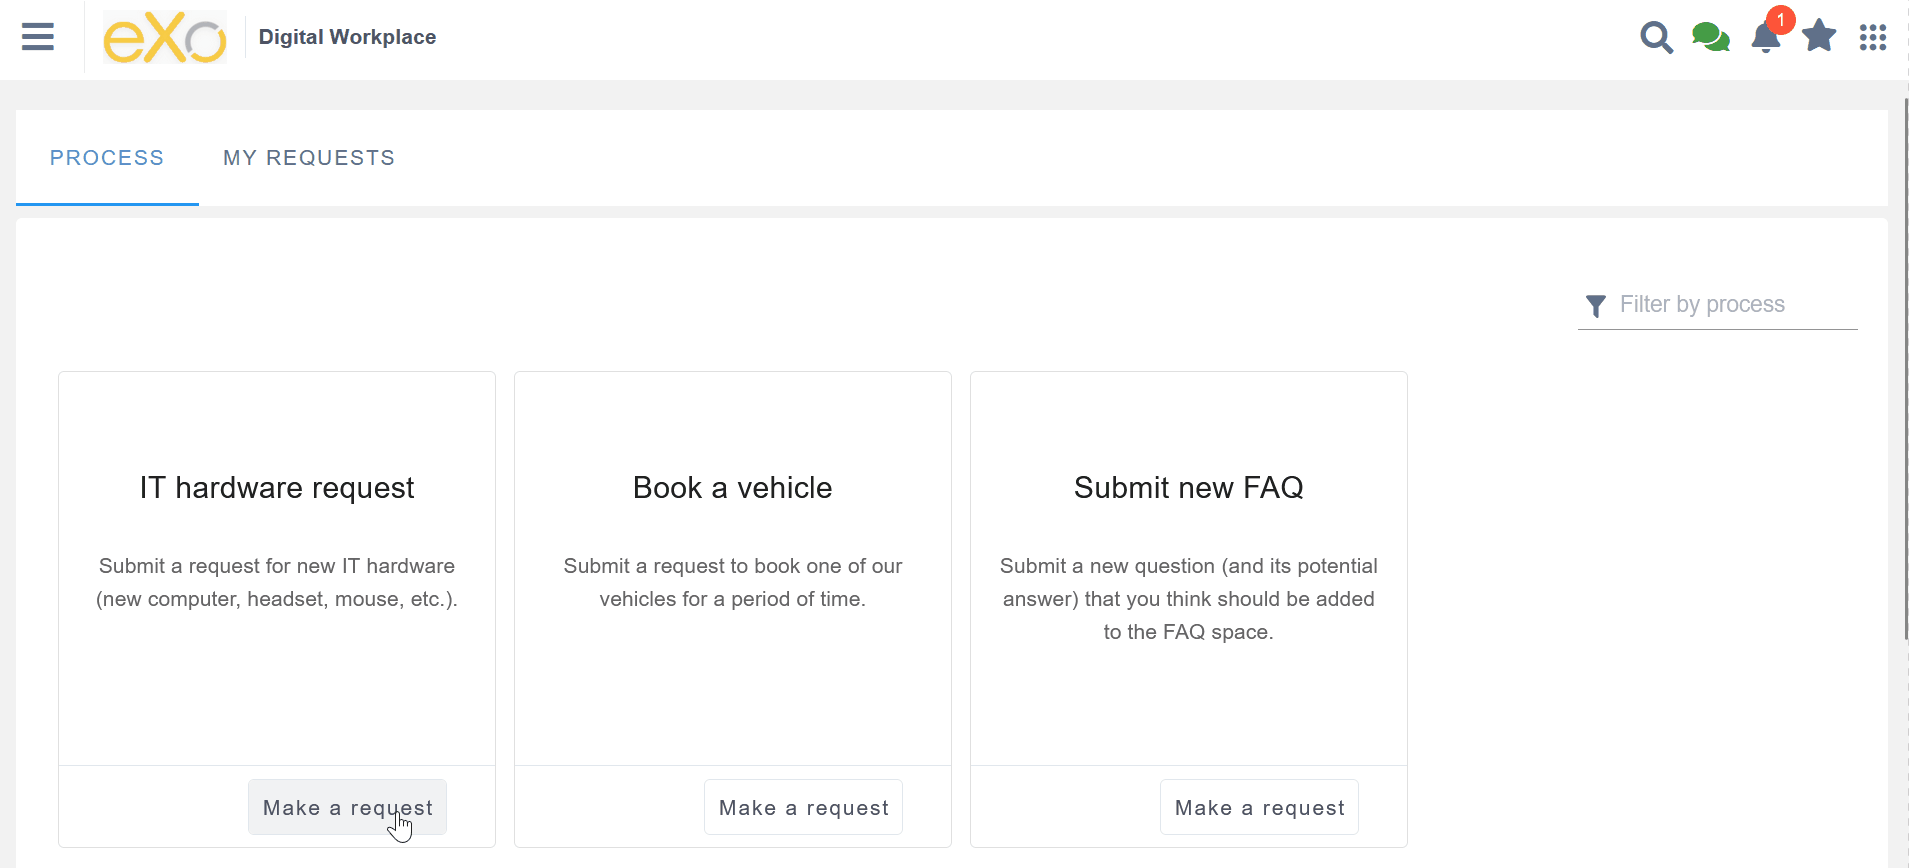 eXo
Digital Workplace
1
PROCESS
MY REQUESTS
Filter by process
IT hardware request
Submit a request for new IT hardware
(new computer, headset, mouse, etc.).
Make a request
Book a vehicle
Submit a request to book one of our
vehicles for a period of time.
Make a request
Submit new FAQ
Submit a new question (and its potential
answer) that you think should be added
to the FAQ space.
Make a request